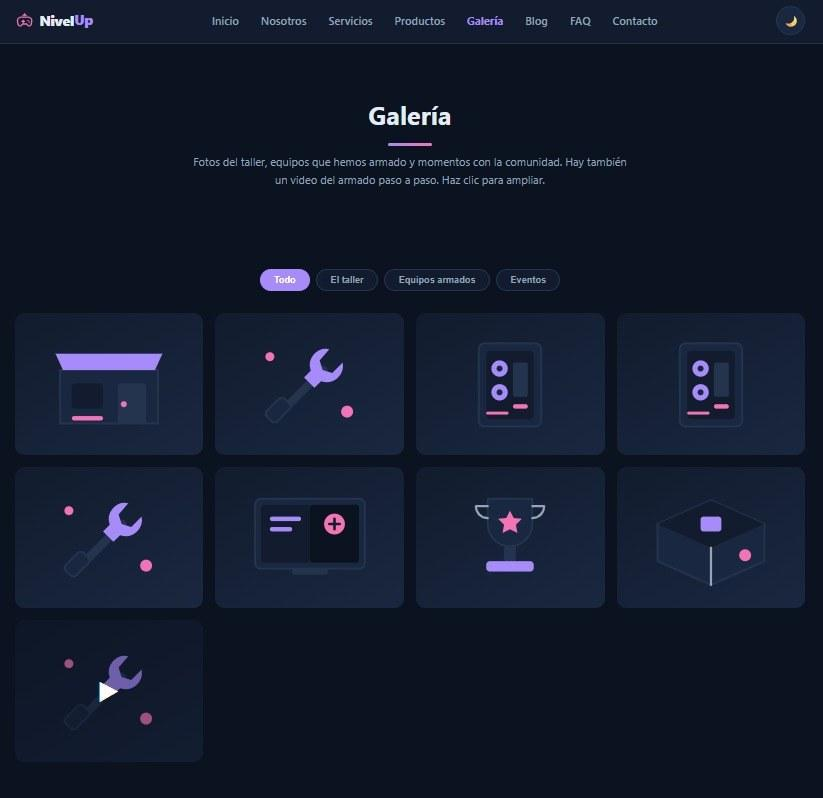 NivelUp
Inicio
Nosotros
Servicios
Productos
Galería
Blog
FAQ
Contacto
Galería
Fotos del taller, equipos que hemos armado y momentos con la comunidad. Hay también
un video del armado paso a paso. Haz clic para ampliar.
Todo
El taller
Equipos armados
Eventos